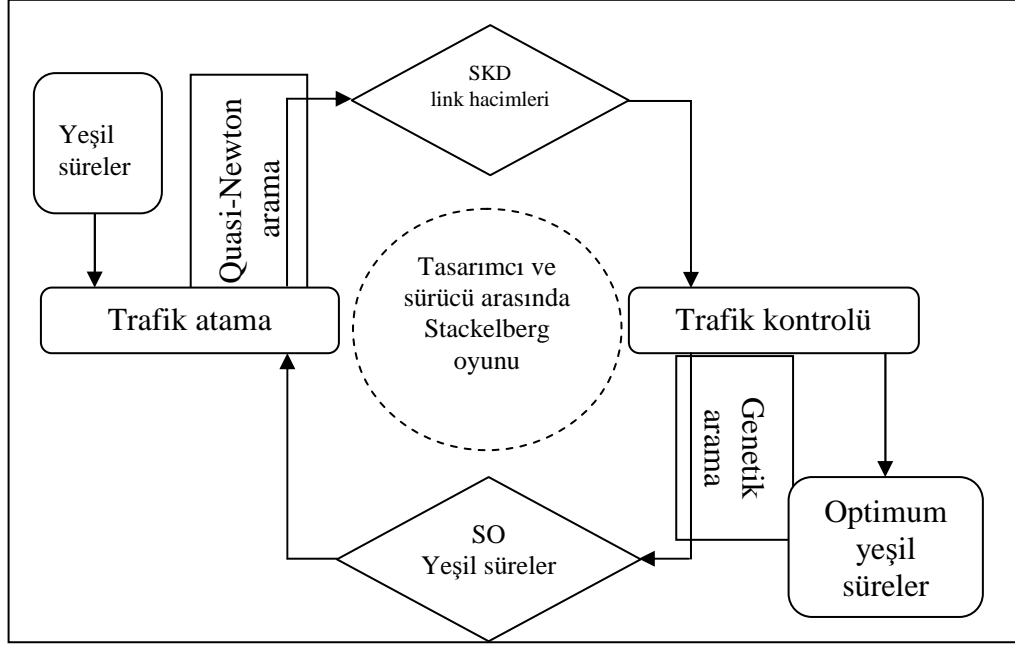 SKD
link hacimleri
Yeşil
süreler
Quasi-Newton
arama
Tasarımcı ve
sürücü arasında
Stackelberg
oyunu
Trafik atama
Trafik kontrolü
Genetik
arama
SO
Yeşil süreler
Optimum
yeşil
süreler